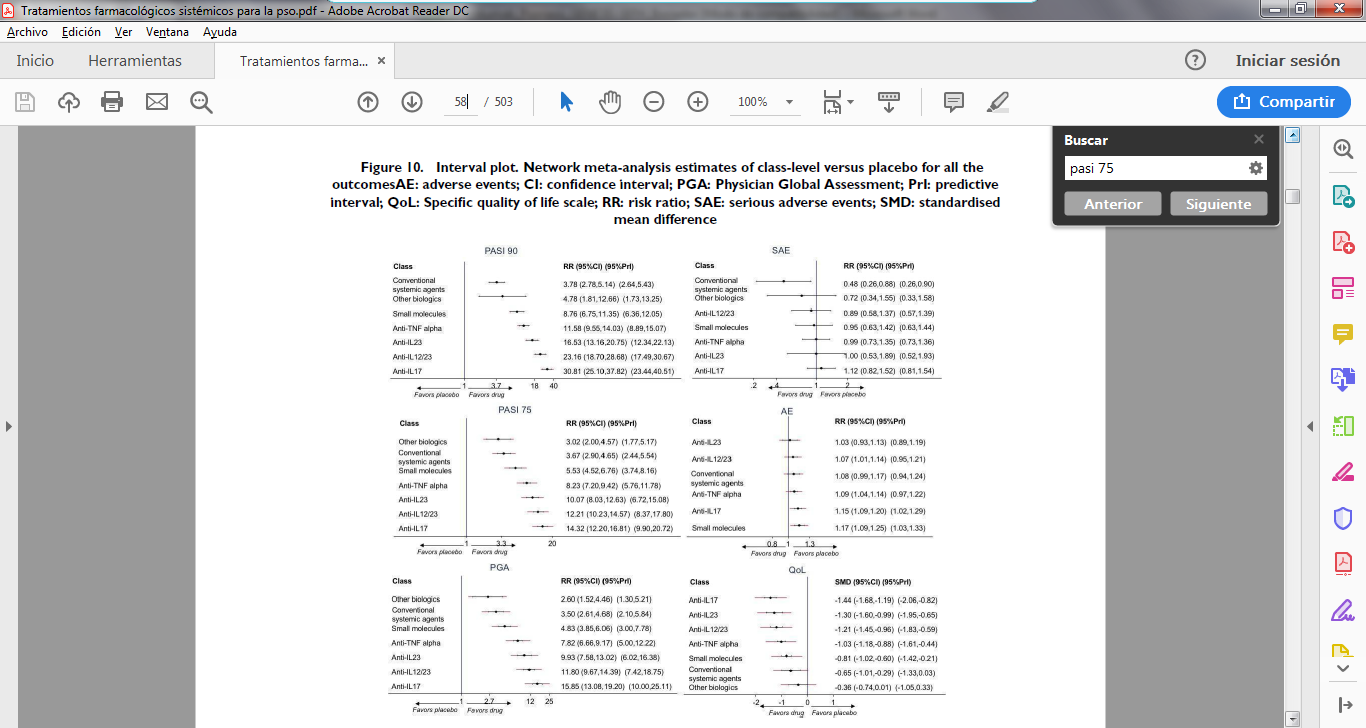 Tratamientos farmacológicos sistémicos para la pso.pdf - Adobe Acrobat Reader DC
Archivo Edición Ver Ventana Ayuda
Inicio Herramientas Tratamientos farma... × Iniciar sesión
58 / 503 100% Compartir
Buscar
pasi 75
Anterior Siguiente
Figure 10. Interval plot. Network meta-analysis estimates of class-level versus placebo for all the
outcomesAE: adverse events; CI: confidence interval; PGA: Physician Global Assessment; PrI: predictive
interval; QoL: Specific quality of life scale; RR: risk ratio; SAE: serious adverse events; SMD: standardised
mean difference
PASI 90
Class RR (95%CI) (95%PrI)
Conventional
systemic agents 3.78 (2.78,5.14) (2.64,5.43)
Other biologics 4.78 (1.81,12.66) (1.73,13.25)
Small molecules 8.76 (6.75,11.35) (6.36,12.05)
Anti-TNF alpha 11.58 (9.55,14.03) (8.89,15.07)
Anti-IL23 16.53 (13.16,20.75) (12.34,22.13)
Anti-IL12/23 23.16 (18.70,28.68) (17.49,30.67)
Anti-IL17 30.81 (25.10,37.82) (23.44,40.51)
1 3.7 18 40
Favors placebo Favors drug
SAE
Class RR (95%CI) (95%PrI)
Conventional
systemic agents 0.48 (0.26,0.88) (0.26,0.90)
Other biologics 0.72 (0.34,1.55) (0.33,1.58)
Anti-IL12/23 0.89 (0.58,1.37) (0.57,1.39)
Small molecules 0.95 (0.63,1.42) (0.63,1.44)
Anti-TNF alpha 0.99 (0.73,1.35) (0.73,1.36)
Anti-IL23 1.00 (0.53,1.89) (0.52,1.93)
Anti-IL17 1.12 (0.82,1.52) (0.81,1.54)
.2 .4 1 2
Favors drug Favors placebo
PASI 75
Class RR (95%CI) (95%PrI)
Other biologics 3.02 (2.00,4.57) (1.77,5.17)
Conventional
systemic agents 3.67 (2.90,4.65) (2.44,5.54)
Small molecules 5.53 (4.52,6.76) (3.74,8.16)
Anti-TNF alpha 8.23 (7.20,9.42) (5.76,11.78)
Anti-IL23 10.07 (8.03,12.63) (6.72,15.08)
Anti-IL12/23 12.21 (10.23,14.57) (8.37,17.80)
Anti-IL17 14.32 (12.20,16.81) (9.90,20.72)
1 3.3 20
Favors placebo Favors drug
AE
Class RR (95%CI) (95%PrI)
Anti-IL23 1.03 (0.93,1.13) (0.89,1.19)
Anti-IL12/23 1.07 (1.01,1.14) (0.95,1.21)
Conventional
systemic agents 1.08 (0.99,1.17) (0.94,1.24)
Anti-TNF alpha 1.09 (1.04,1.14) (0.97,1.22)
Anti-IL17 1.15 (1.09,1.20) (1.02,1.29)
Small molecules 1.17 (1.09,1.25) (1.03,1.33)
0.8 1 1.3
Favors drug Favors placebo
PGA
Class RR (95%CI) (95%PrI)
Other biologics 2.60 (1.52,4.46) (1.30,5.21)
Conventional
systemic agents 3.50 (2.61,4.68) (2.10,5.84)
Small molecules 4.83 (3.85,6.06) (3.00,7.78)
Anti-TNF alpha 7.82 (6.66,9.17) (5.00,12.22)
Anti-IL23 9.93 (7.58,13.02) (6.02,16.38)
Anti-IL12/23 11.80 (9.67,14.39) (7.42,18.75)
Anti-IL17 15.85 (13.08,19.20) (10.00,25.11)
1 2.7 12 25
Favors placebo Favors drug
QoL
Class SMD (95%CI) (95%PrI)
Anti-IL17 -1.44 (-1.68,-1.19) (-2.06,-0.82)
Anti-IL23 -1.30 (-1.60,-0.99) (-1.95,-0.65)
Anti-IL12/23 -1.21 (-1.45,-0.96) (-1.83,-0.59)
Anti-TNF alpha -1.03 (-1.18,-0.88) (-1.61,-0.44)
Small molecules -0.81 (-1.02,-0.60) (-1.42,-0.21)
Conventional
systemic agents -0.65 (-1.01,-0.29) (-1.33,0.03)
Other biologics -0.36 (-0.74,0.01) (-1.05,0.33)
-2 -1 0 1
Favors drug Favors placebo